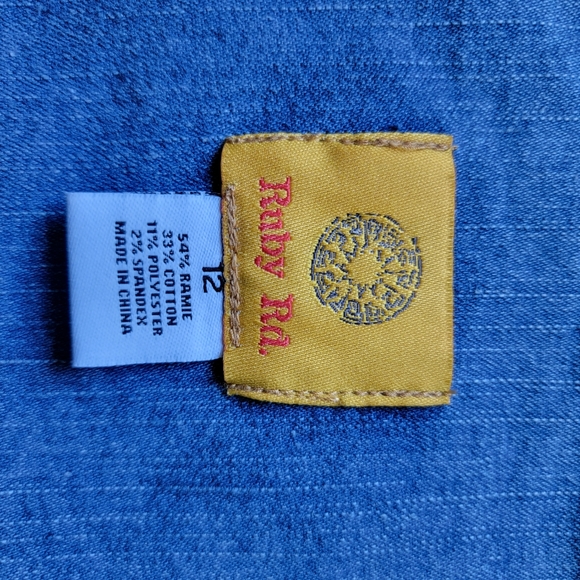 Ruby Rd.
12
54% RAMIE
33% COTTON
11% POLYESTER
2% SPANDEX
MADE IN CHINA